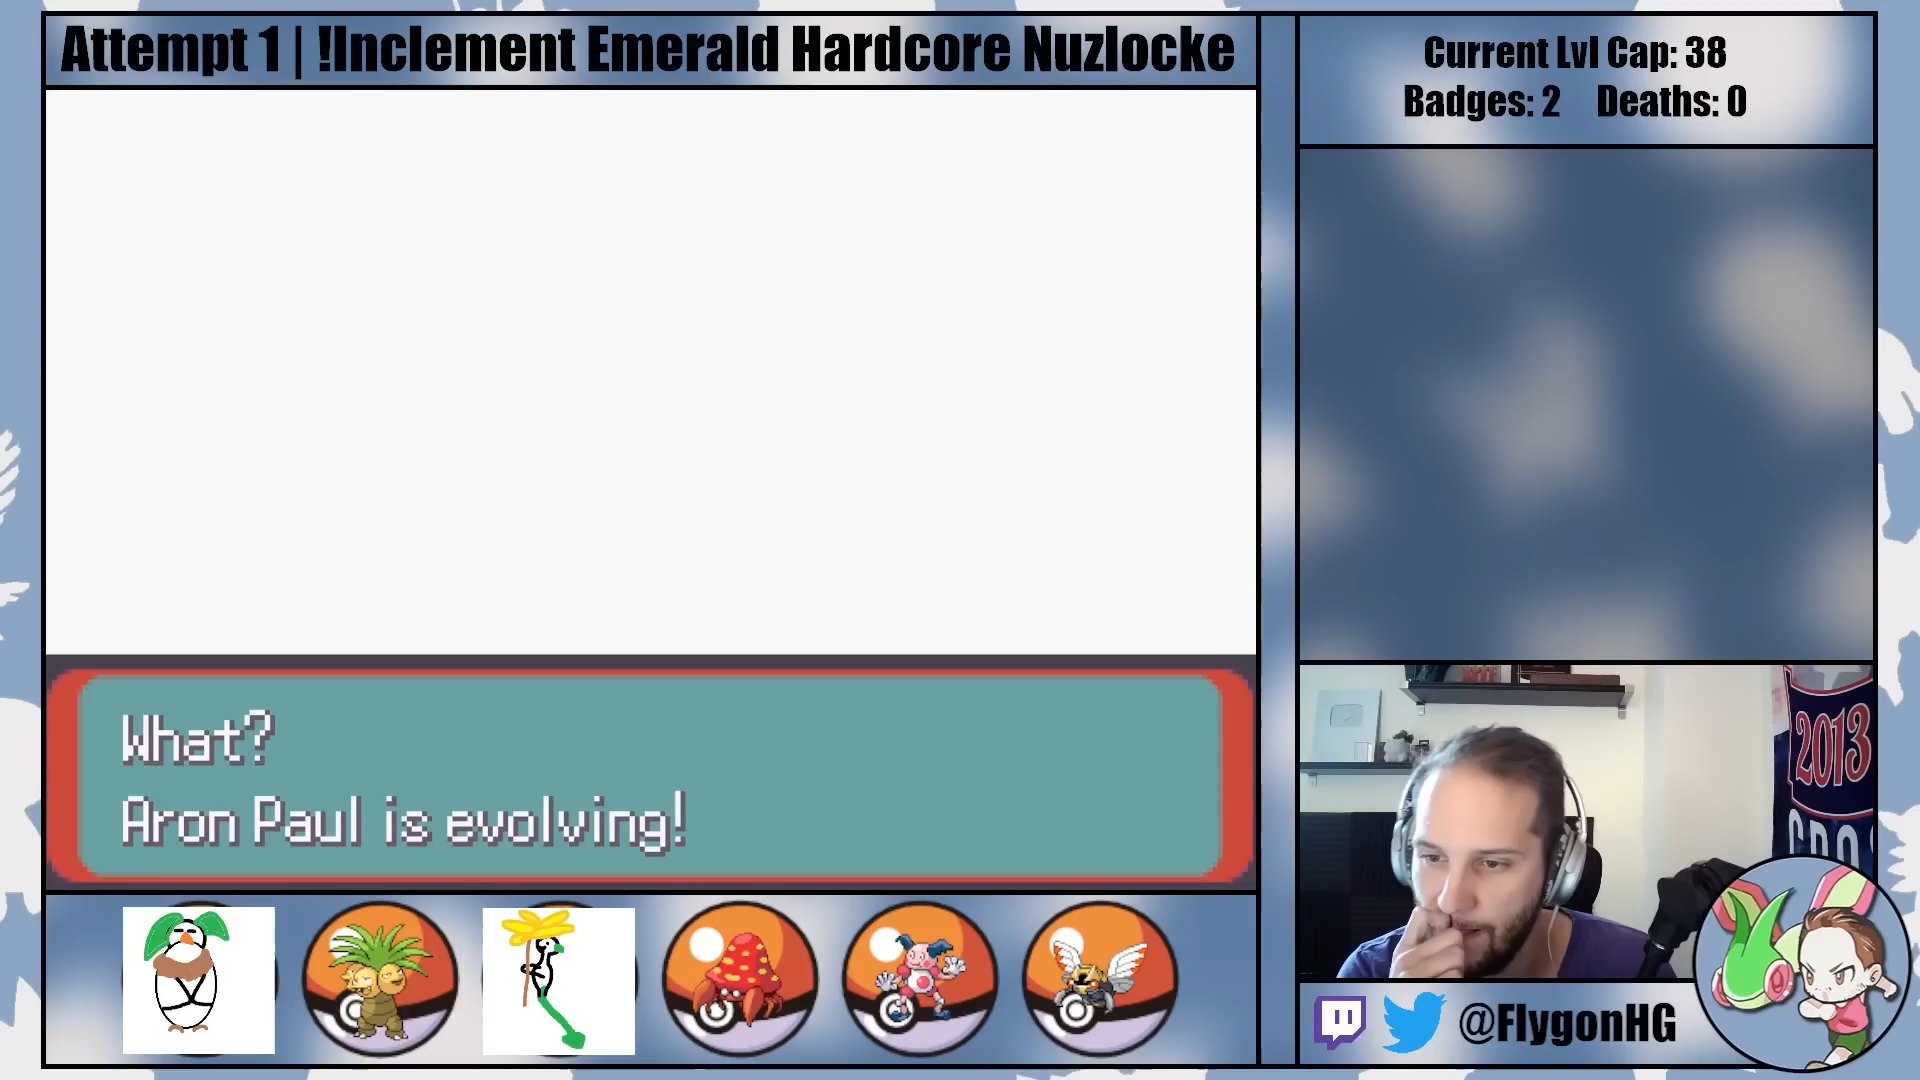 Attempt 1 | !Inclement Emerald Hardcore Nuzlocke
Current Lvl Cap: 38
Badges: 2 Deaths: 0
What?
Aron Paul is evolving!
2013
@FlygonHG